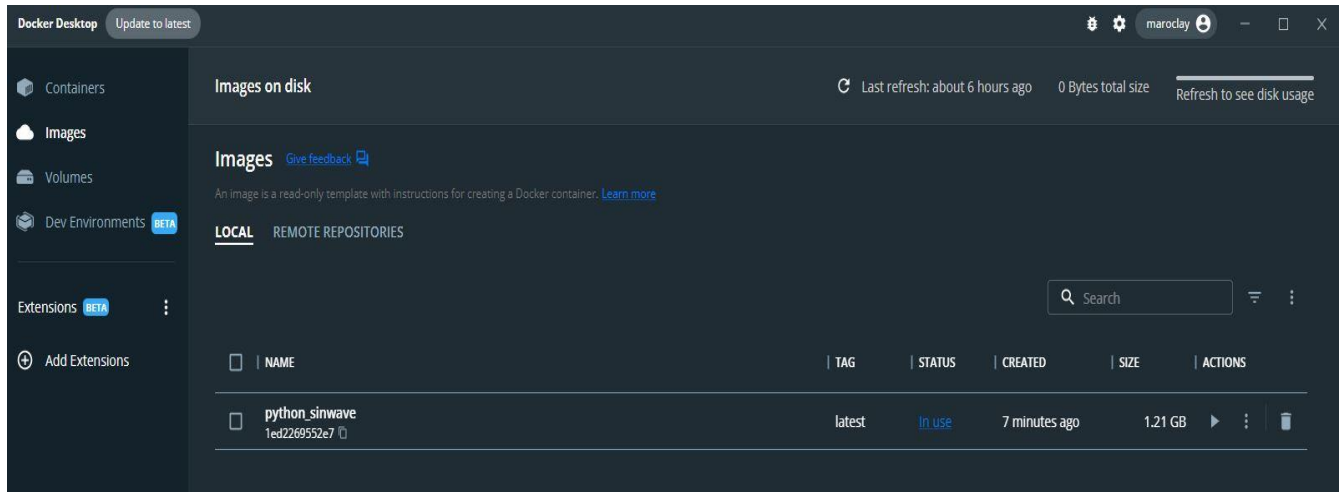 Docker Desktop Update to latest maroclay
Containers
Images
Volumes
Dev Environments BETA
Extensions BETA
Add Extensions
Images on disk
Last refresh: about 6 hours ago 0 Bytes total size Refresh to see disk usage
Images Give feedback
An image is a read-only template with instructions for creating a Docker container. Learn more
LOCAL REMOTE REPOSITORIES
Search
NAME TAG STATUS CREATED SIZE ACTIONS
python_sinwave latest In use 7 minutes ago 1.21 GB
1ed2269552e7